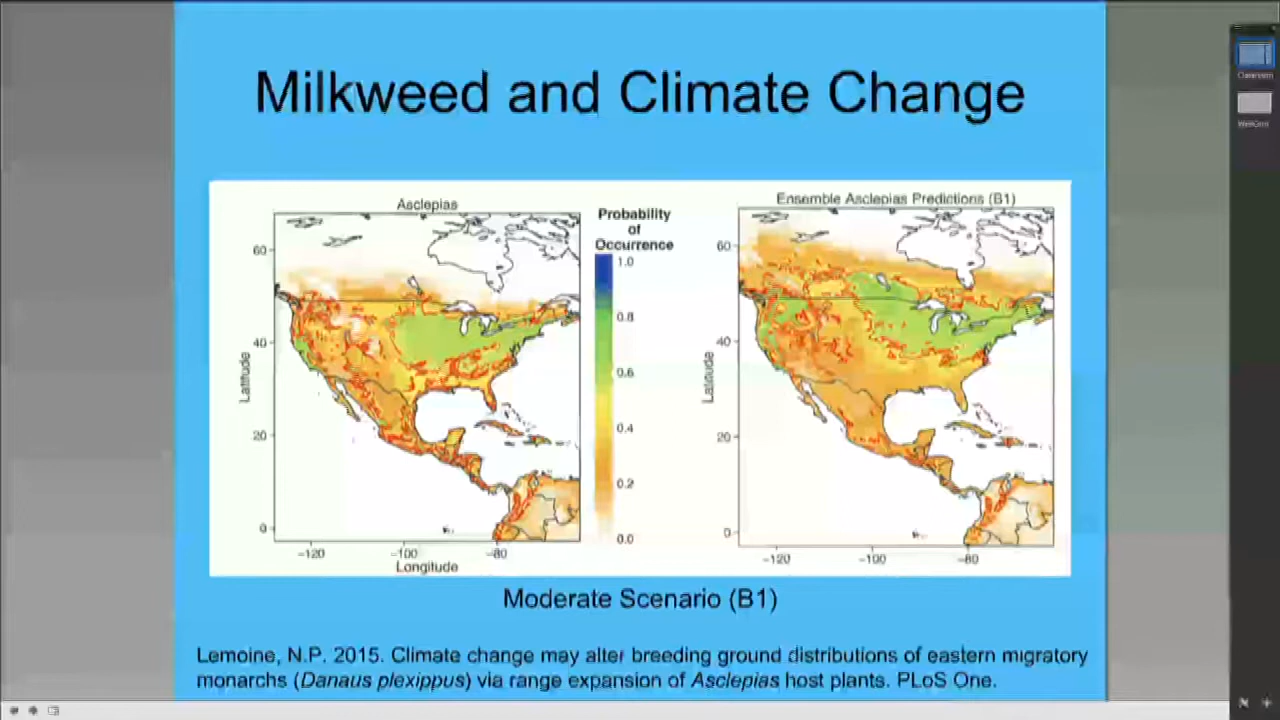 Milkweed and Climate Change
Asclepias
Probability
of
Occurrence
1.0
0.8
0.6
0.4
0.2
0.0
60
40
20
0
Latitude
−120
−100
−80
Longitude
Ensemble Asclepias Predictions (B1)
60
40
20
0
Latitude
−120
−100
−80
Moderate Scenario (B1)
Lemoine, N.P. 2015. Climate change may alter breeding ground distributions of eastern migratory
monarchs (Danaus plexippus) via range expansion of Asclepias host plants. PLoS One.